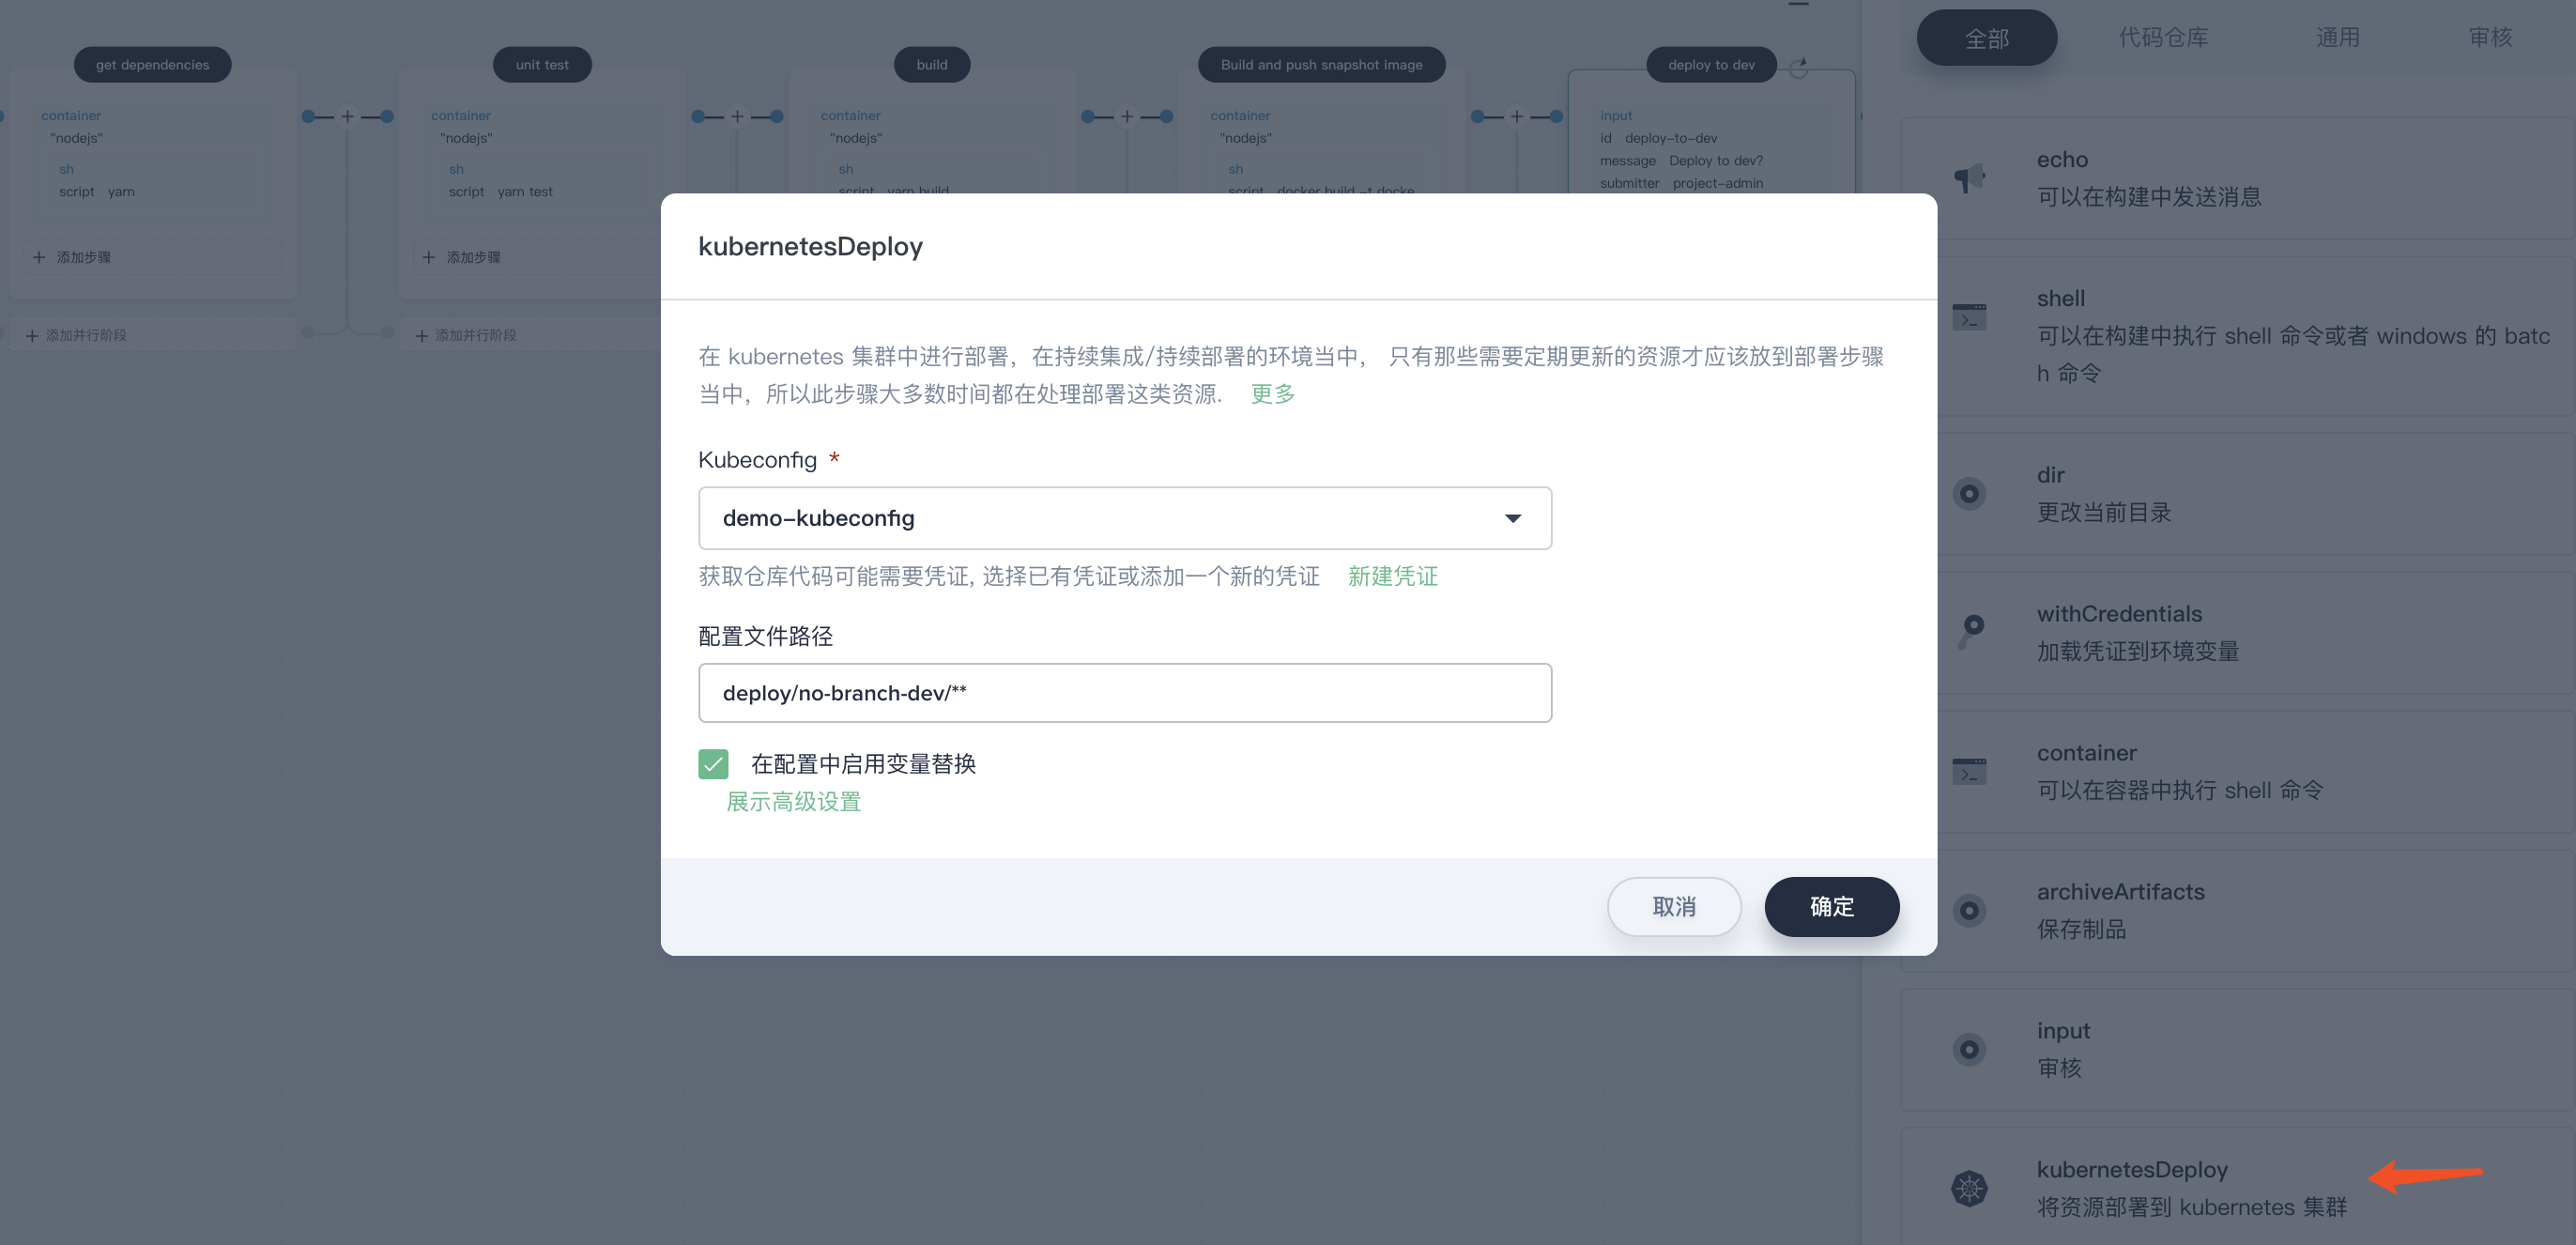 get dependencies
container
"nodejs"
sh
script yarn
添加步骤
添加并行阶段
unit test
container
"nodejs"
sh
script yarn test
添加步骤
添加并行阶段
build
container
"nodejs"
sh
script yarn build
Build and push snapshot image
container
"nodejs"
sh
script docker build -t docke
deploy to dev
input
id deploy-to-dev
message Deploy to dev?
submitter project-admin
kubernetesDeploy
在 kubernetes 集群中进行部署，在持续集成/持续部署的环境当中， 只有那些需要定期更新的资源才应该放到部署步骤
当中，所以此步骤大多数时间都在处理部署这类资源. 更多
Kubeconfig *
demo-kubeconfig
获取仓库代码可能需要凭证, 选择已有凭证或添加一个新的凭证 新建凭证
配置文件路径
deploy/no-branch-dev/**
在配置中启用变量替换
展示高级设置
取消 确定
全部 代码仓库 通用 审核
echo
可以在构建中发送消息
shell
可以在构建中执行 shell 命令或者 windows 的 batc
h 命令
dir
更改当前目录
withCredentials
加载凭证到环境变量
container
可以在容器中执行 shell 命令
archiveArtifacts
保存制品
input
审核
kubernetesDeploy
将资源部署到 kubernetes 集群